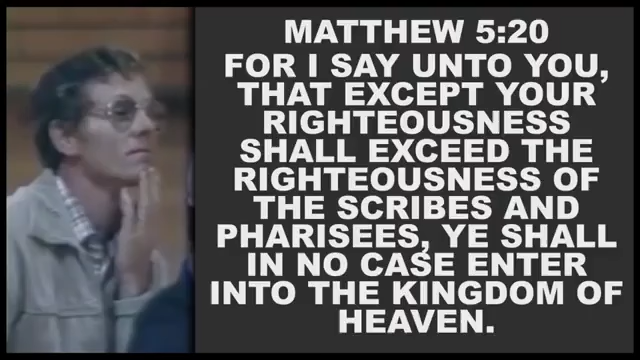 MATTHEW 5:20
FOR I SAY UNTO YOU,
THAT EXCEPT YOUR
RIGHTEOUSNESS
SHALL EXCEED THE
RIGHTEOUSNESS OF
THE SCRIBES AND
PHARISEES, YE SHALL
IN NO CASE ENTER
INTO THE KINGDOM OF
HEAVEN.